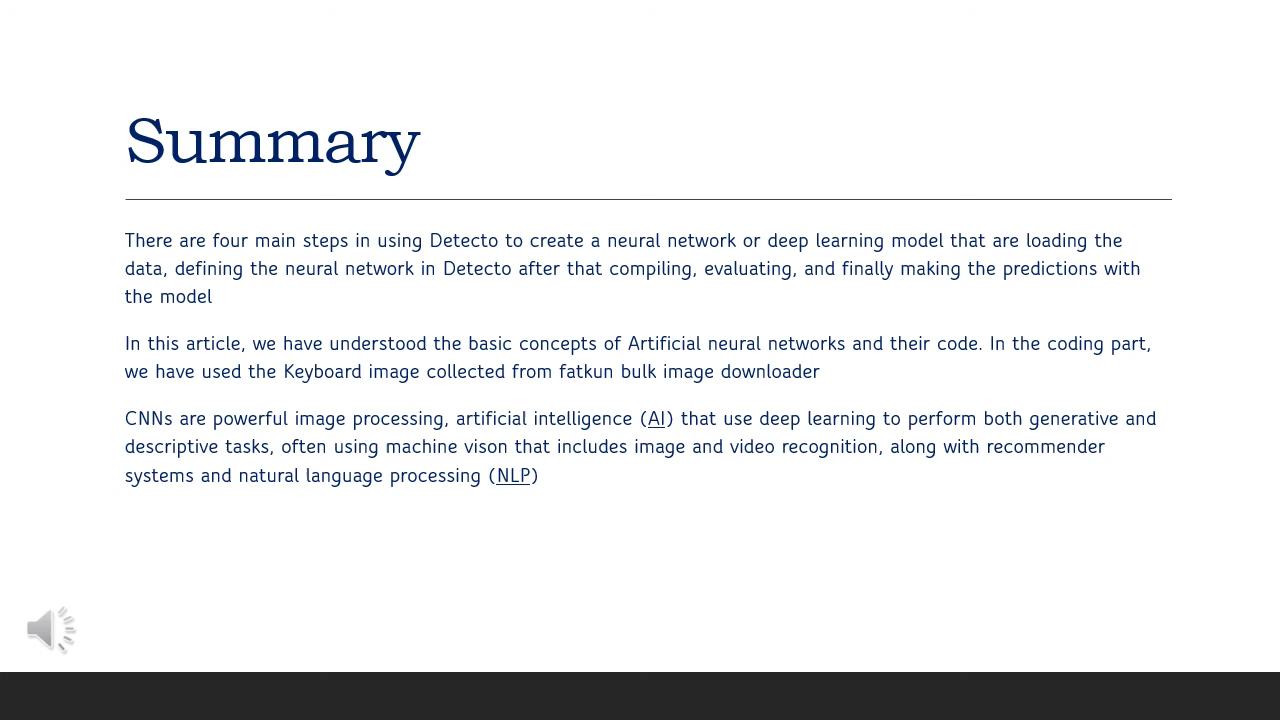 Summary
There are four main steps in using Detecto to create a neural network or deep learning model that are loading the
data, defining the neural network in Detecto after that compiling, evaluating, and finally making the predictions with
the model
In this article, we have understood the basic concepts of Artificial neural networks and their code. In the coding part,
we have used the Keyboard image collected from fatkun bulk image downloader
CNNs are powerful image processing, artificial intelligence (AI) that use deep learning to perform both generative and
descriptive tasks, often using machine vison that includes image and video recognition, along with recommender
systems and natural language processing (NLP)